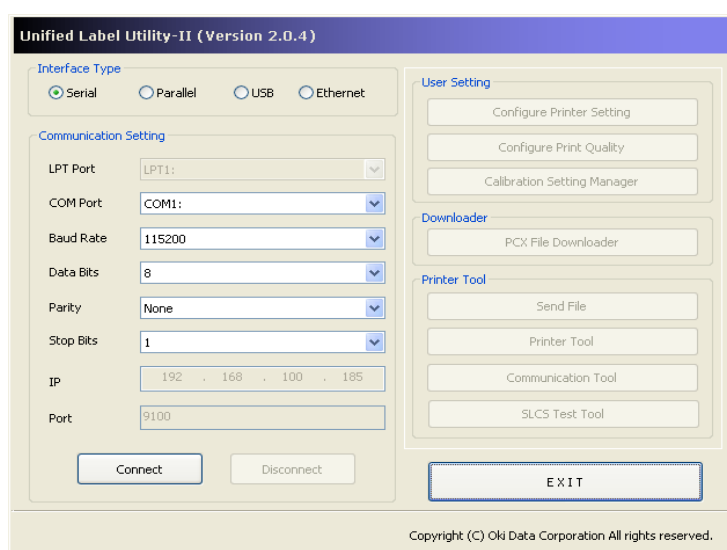 Unified Label Utility-II (Version 2.0.4)
Interface Type
Serial Parallel USB Ethernet
Communication Setting
LPT Port LPT1:
COM Port COM1:
Baud Rate 115200
Data Bits 8
Parity None
Stop Bits 1
IP 192 . 168 . 100 . 185
Port 9100
Connect Disconnect
User Setting
Configure Printer Setting
Configure Print Quality
Calibration Setting Manager
Downloader
PCX File Downloader
Printer Tool
Send File
Printer Tool
Communication Tool
SLCS Test Tool
EXIT
Copyright (C) Oki Data Corporation All rights reserved.